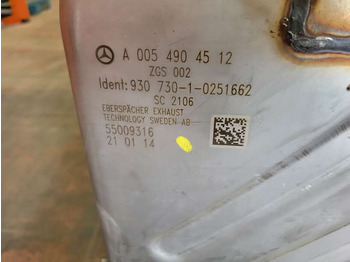 A 005 490 45 12
ZGS 002
Ident: 930 730-1-0251662
SC 2106
EBERSPÄCHER EXHAUST
TECHNOLOGY SWEDEN AB
55009316
21 01 14